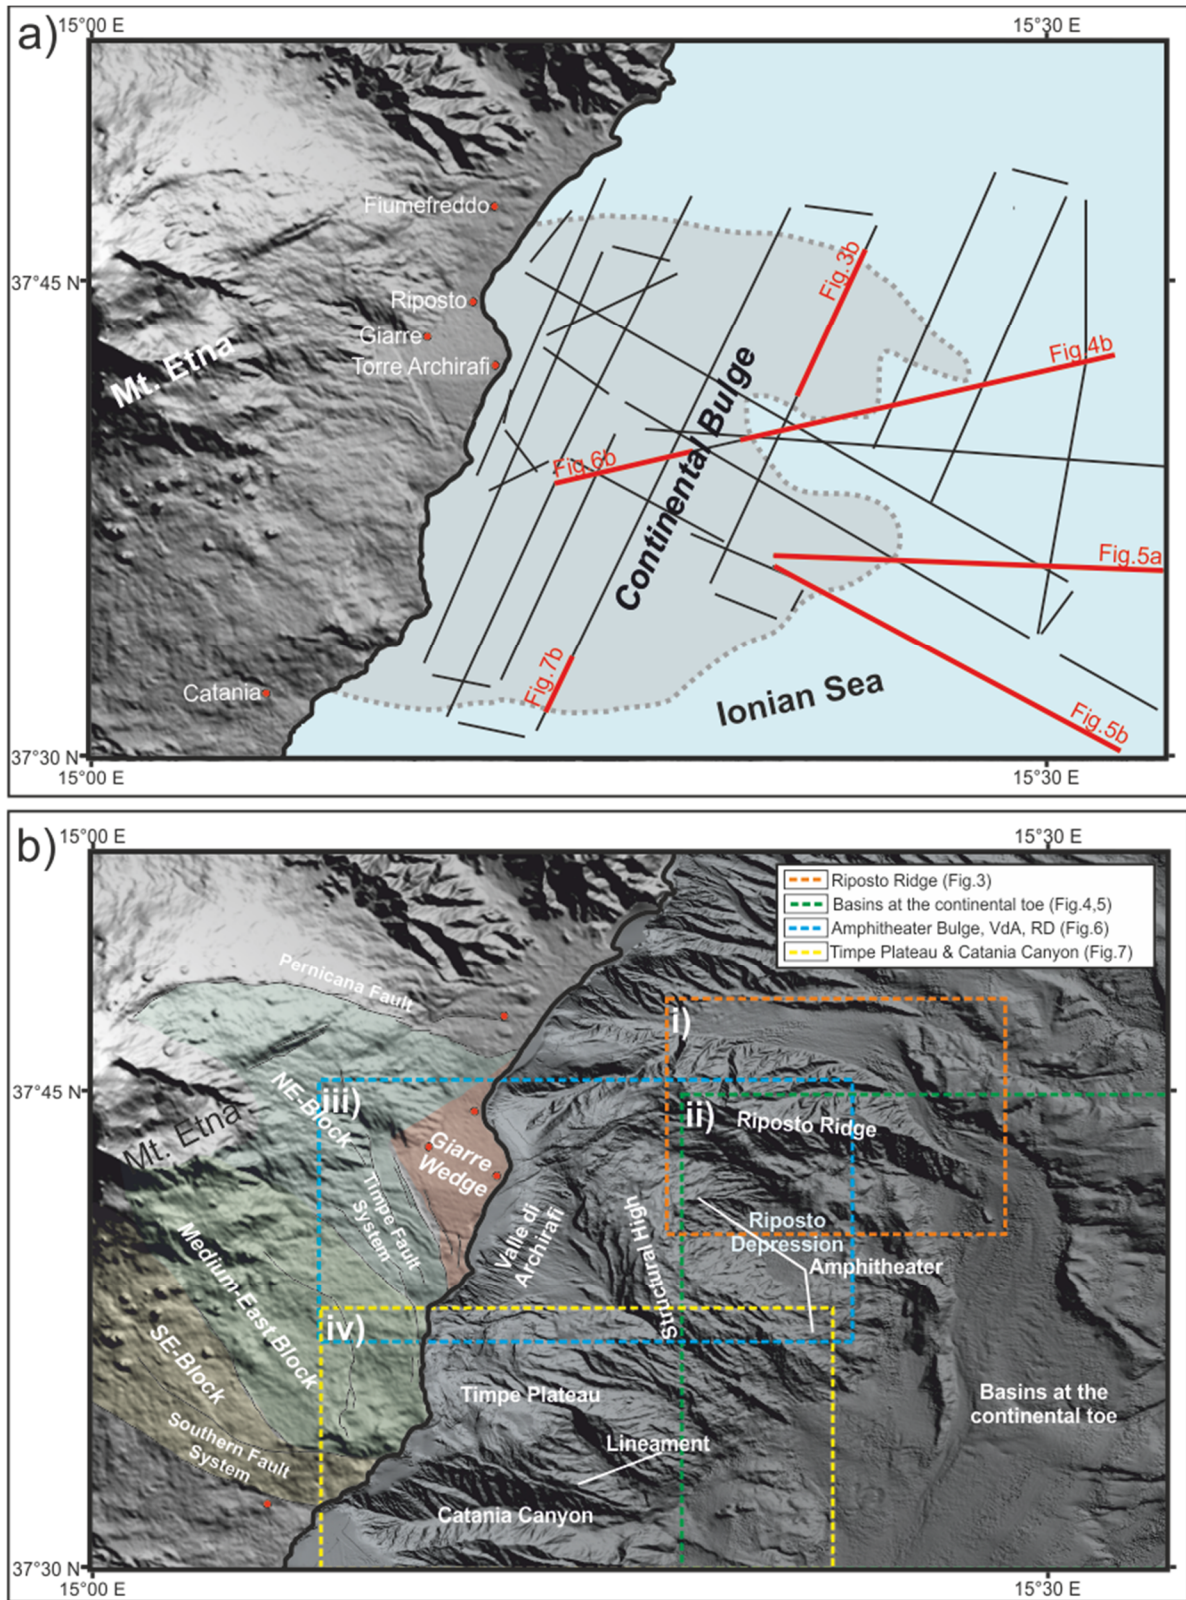 a)
15°00 E
15°30 E
Fiumefreddo
37°45 N
Riposto
Giarre
Torre Archirafi
Mt. Etna
Fig.3b
Fig.4b
Continental Bulge
Fig.6b
Fig.5a
Fig.7b
Catania
Ionian Sea
Fig.5b
37°30 N
15°00 E
15°30 E
b)
15°00 E
15°30 E
Riposto Ridge (Fig.3)
Basins at the continental toe (Fig.4,5)
Amphitheater Bulge, VdA, RD (Fig.6)
Timpe Plateau & Catania Canyon (Fig.7)
Pernicana Fault
i)
37°45 N
NE-Block
iii)
ii)
Riposto Ridge
Mt. Etna
Giarre
Wedge
Timpe Fault
System
Valle di
Archirafi
Structural High
Riposto
Depression
Amphitheater
Medium-East Block
iv)
SE-Block
Timpe Plateau
Basins at the
continental toe
Southern Fault
System
Lineament
Catania Canyon
37°30 N
15°00 E
15°30 E